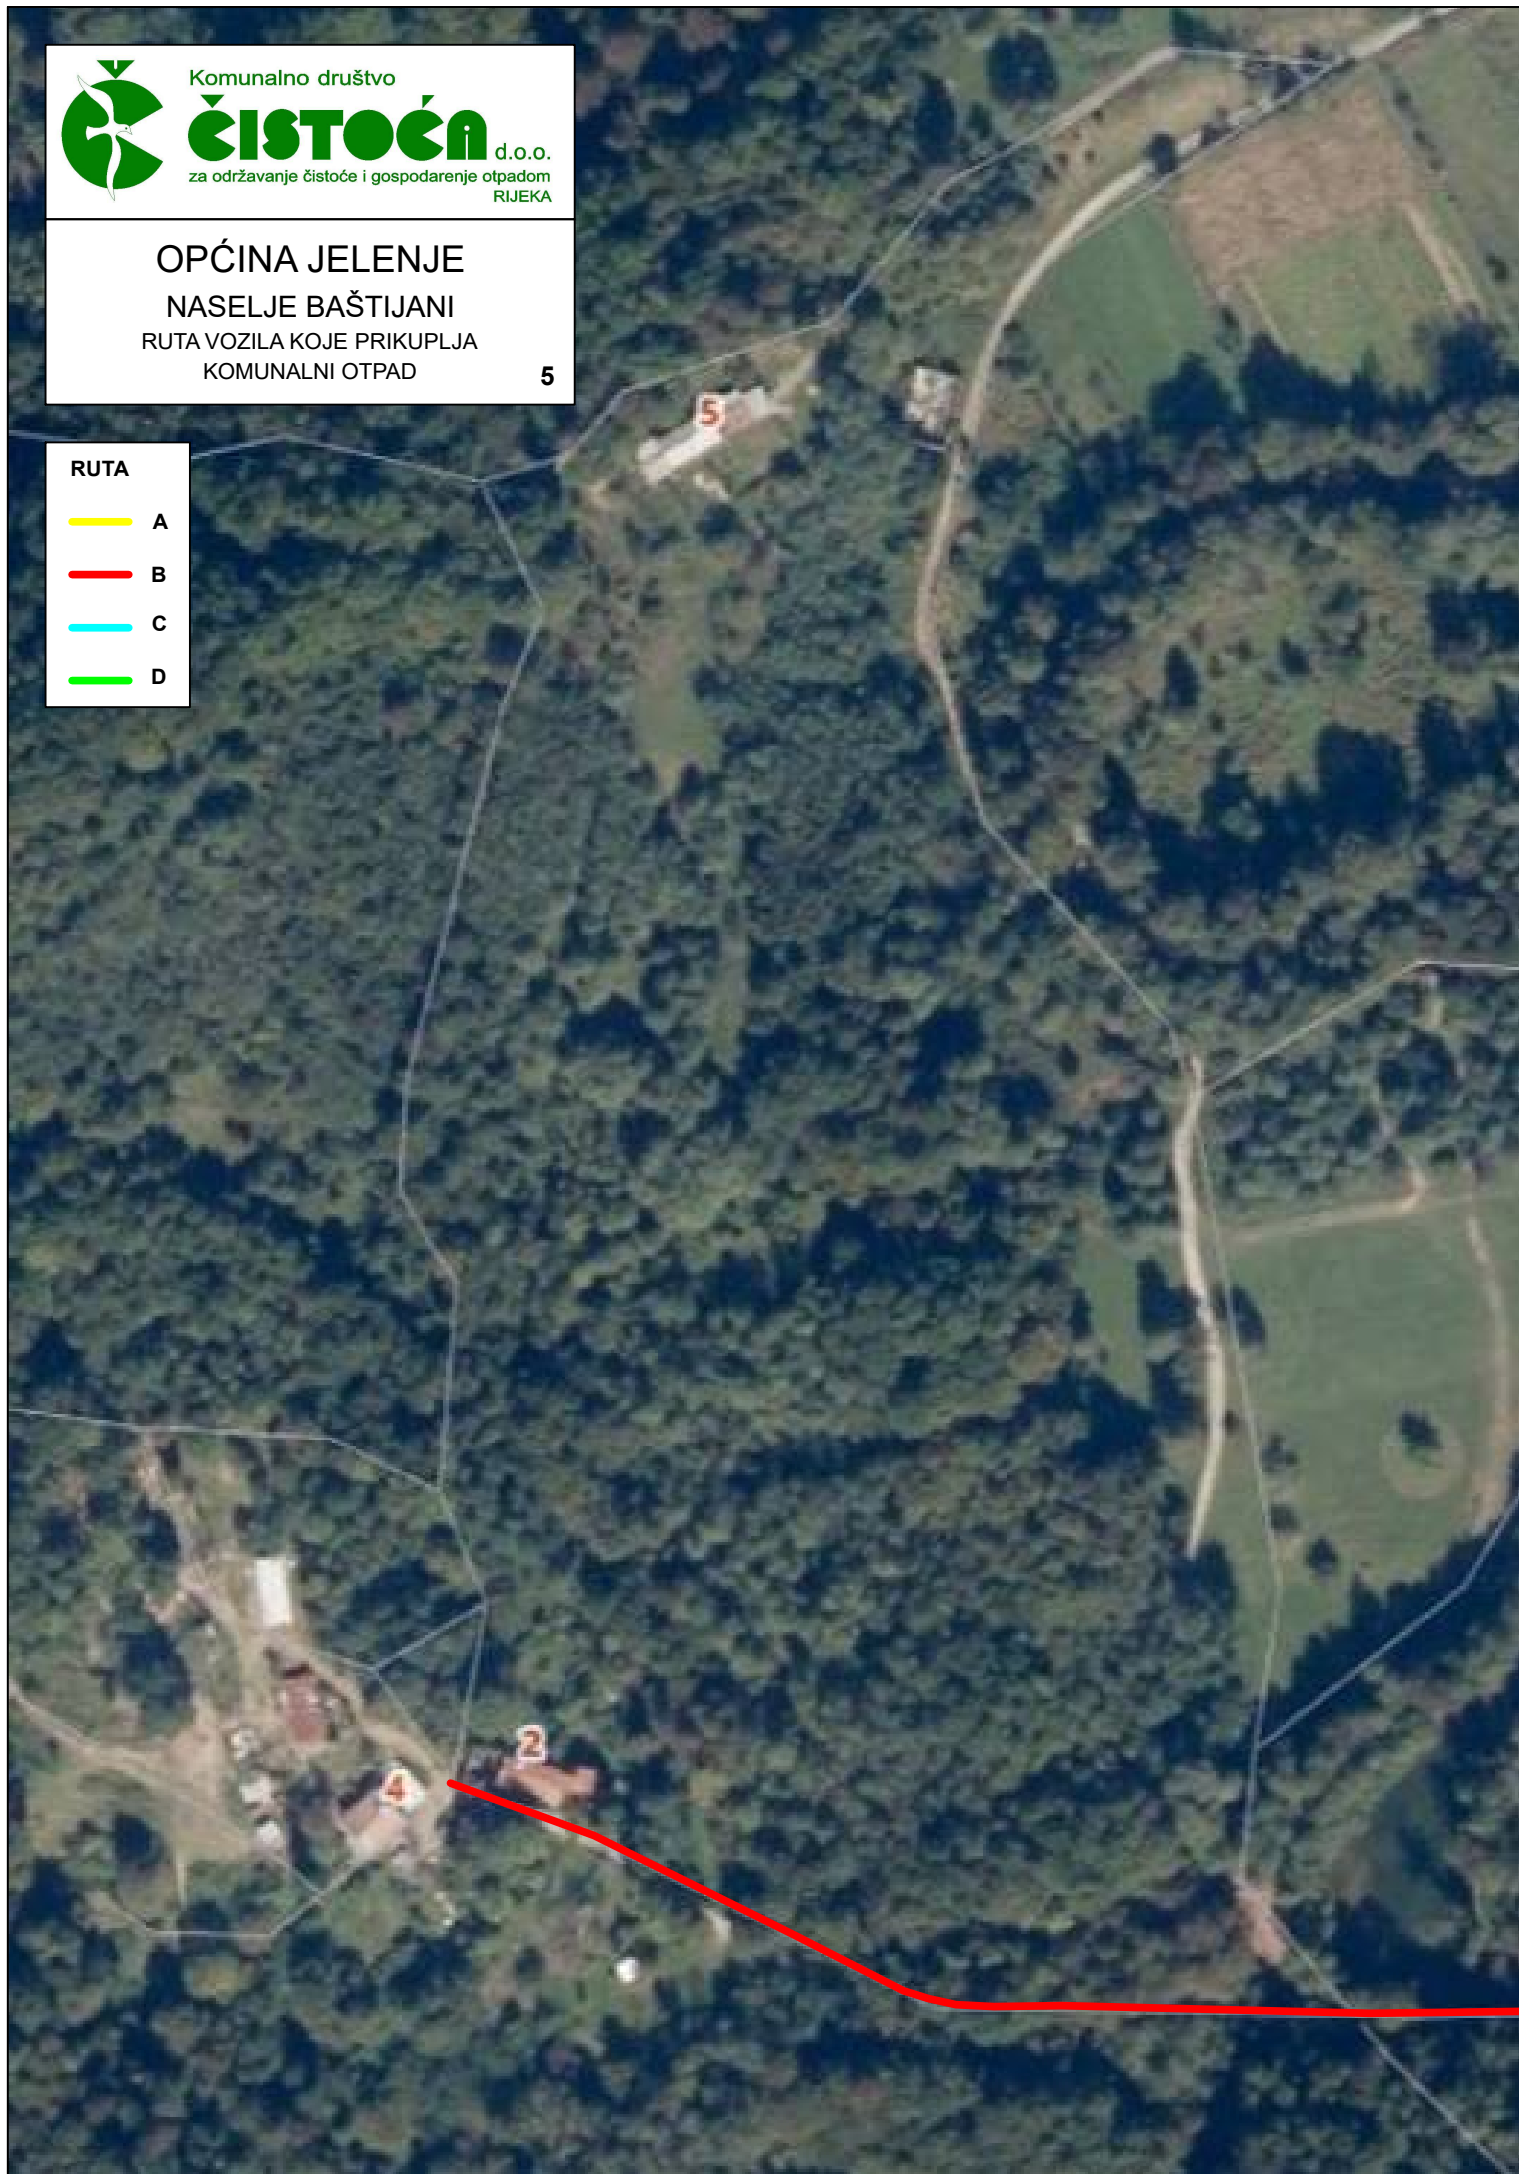 Komunalno društvo
ČISTOĆA d.o.o.
za održavanje čistoće i gospodarenje otpadom
RIJEKA
OPĆINA JELENJE
NASELJE BAŠTIJANI
RUTA VOZILA KOJE PRIKUPLJA
KOMUNALNI OTPAD
5
RUTA
A
B
C
D
5
2
4